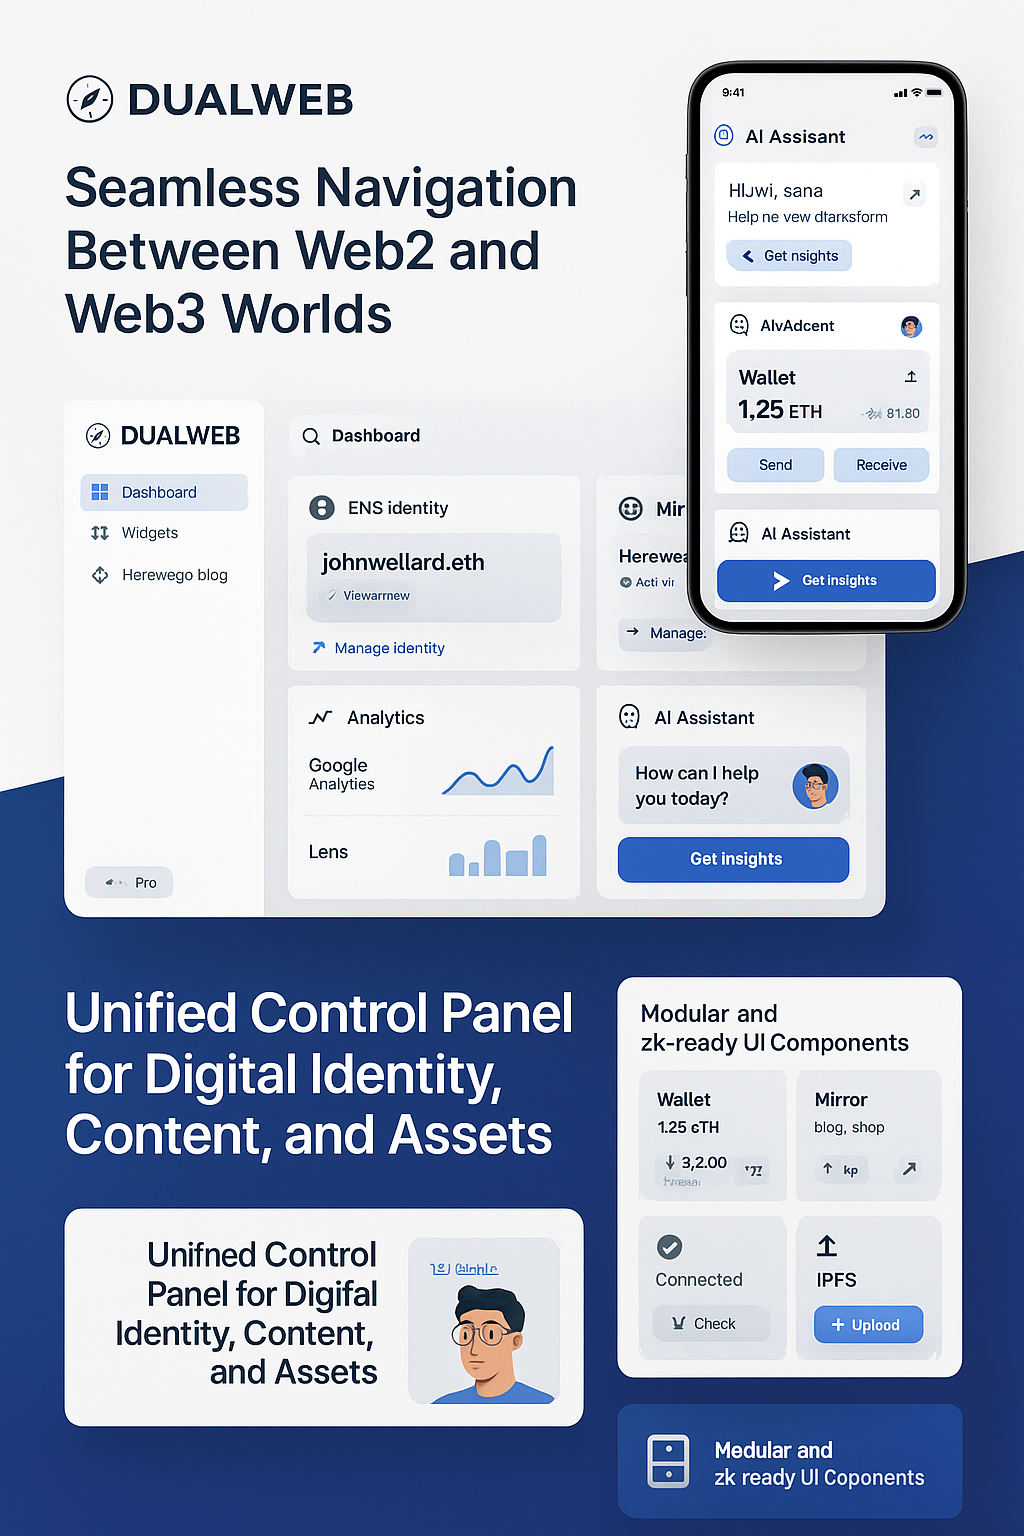 DUALWEB
Seamless Navigation
Between Web2 and
Web3 Worlds
9:41
AI Assisant
HIJwi, sana
Help ne vew dtarksform
Get nsights
AlvAdcent
Wallet
1,25 ETH
81.80
Send
Receive
AI Assistant
Get insights
DUALWEB
Dashboard
Widgets
Herewego blog
Pro
Dashboard
ENS identity
johnwellard.eth
Viewarrnew
Manage identity
Mir
Herewea
Acti vir
Manage:
Analytics
Google
Analyties
Lens
AI Assistant
How can I help
you today?
Get insights
Unified Control Panel
for Digital Identity,
Content, and Assets
Unifned Control
Panel for Digifal
Identity, Content,
and Assets
Modular and
zk-ready UI Components
Wallet
1.25 cTH
3,2.00
Mirror
blog, shop
kp
Connected
Check
IPFS
+ Uplood
Medular and
zk ready UI Coponents